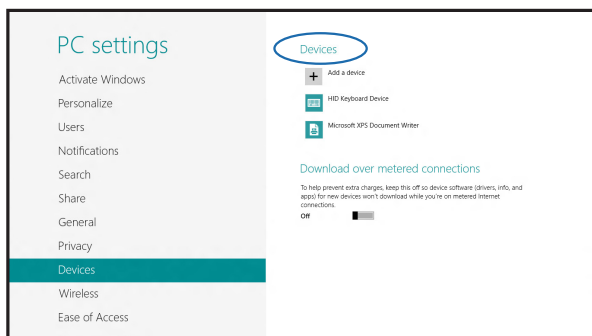 PC settings
Activate Windows
Personalize
Users
Notifications
Search
Share
General
Privacy
Devices
Wireless
Ease of Access
Devices
Add a device
HID Keyboard Device
Microsoft XPS Document Writer
Download over metered connections
To help prevent extra charges, keep this off so device software (drivers, info, and
apps) for new devices won't download while you're on metered Internet
connections.
Off